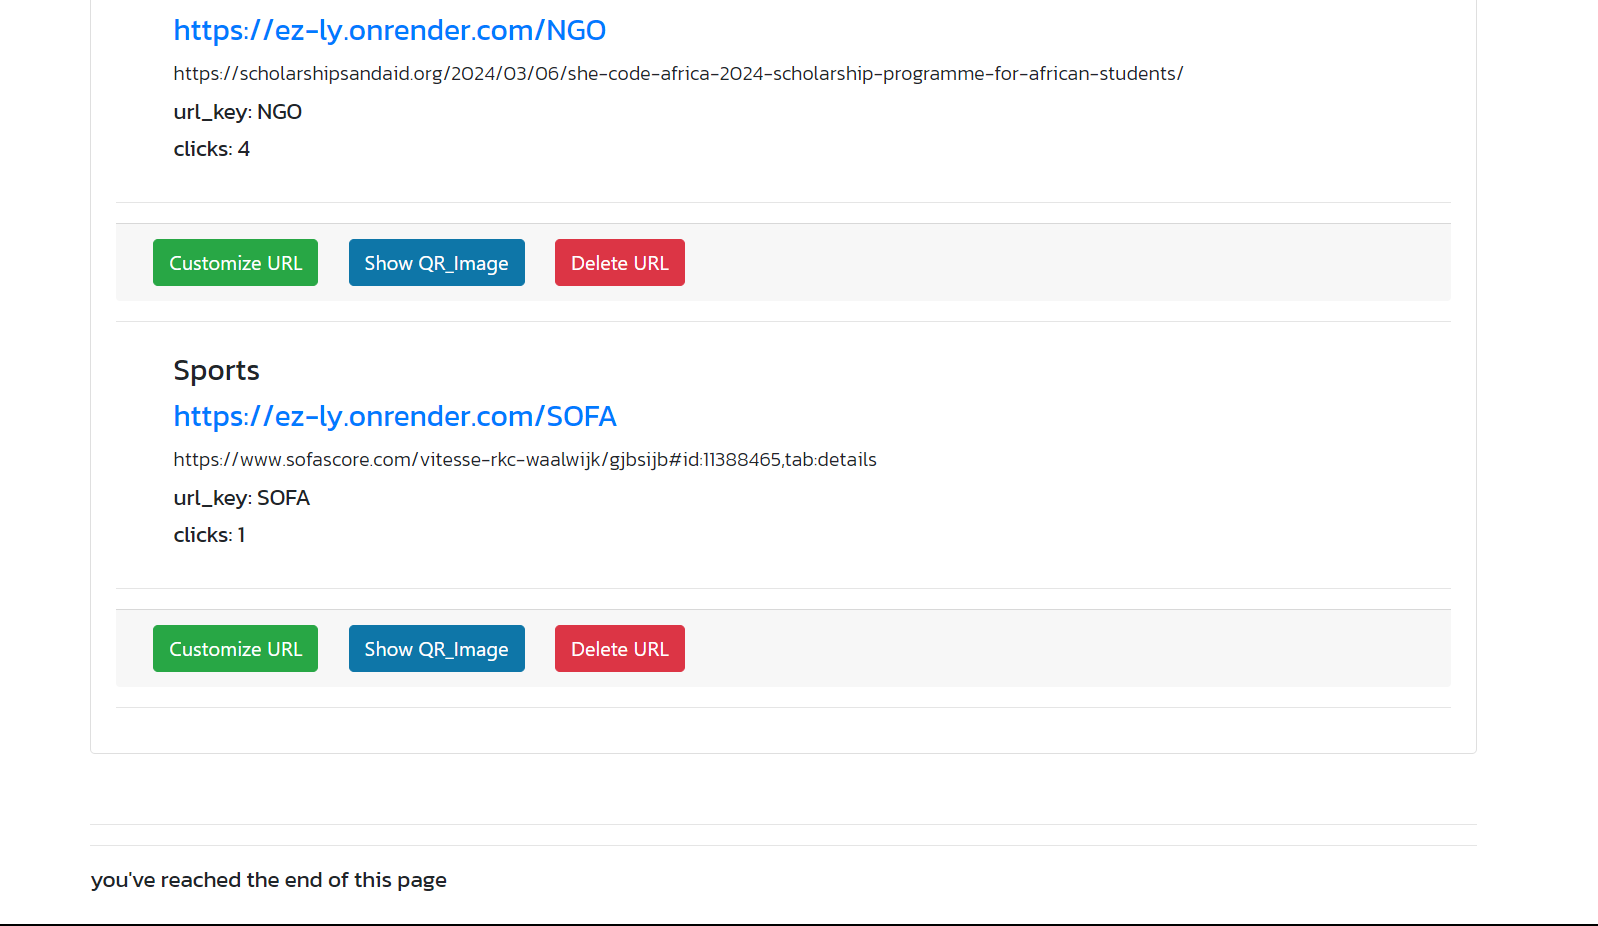 https://ez-ly.onrender.com/NGO
https://scholarshipsandaid.org/2024/03/06/she-code-africa-2024-scholarship-programme-for-african-students/
url_key: NGO
clicks: 4
Customize URL Show QR_Image Delete URL
Sports
https://ez-ly.onrender.com/SOFA
https://www.sofascore.com/vitesse-rkc-waalwijk/gjbsijb#id:11388465,tab:details
url_key: SOFA
clicks: 1
Customize URL Show QR_Image Delete URL
you've reached the end of this page